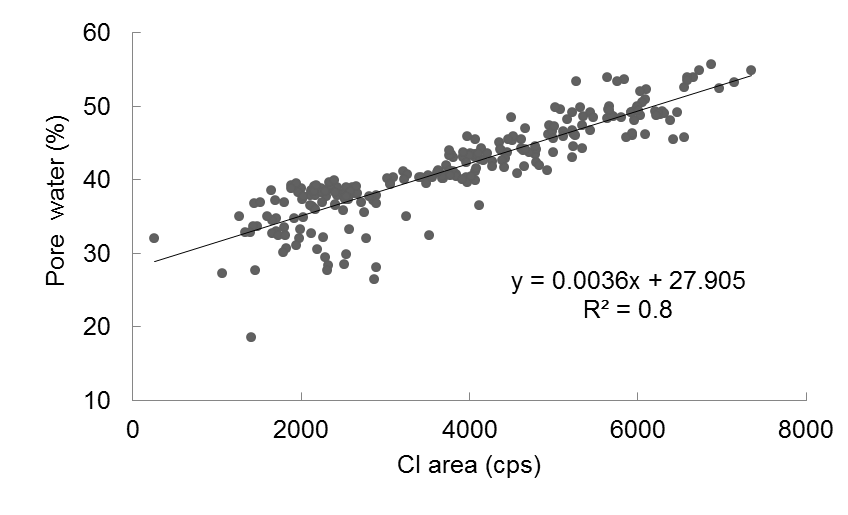 60
50
40
30
20
10
Pore water (%)
y = 0.0036x + 27.905
R² = 0.8
0 2000 4000 6000 8000
Cl area (cps)